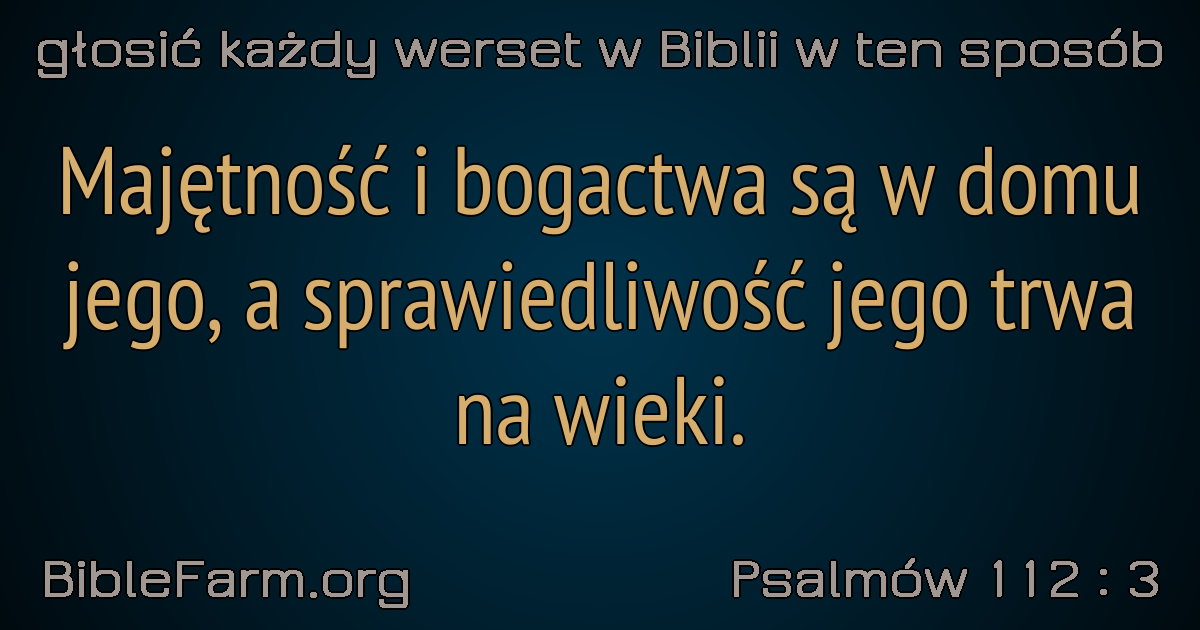 głosić każdy werset w Biblii w ten sposób
Majętność i bogactwa są w domu
jego, a sprawiedliwość jego trwa
na wieki.
BibleFarm.org
Psalmów 112 : 3